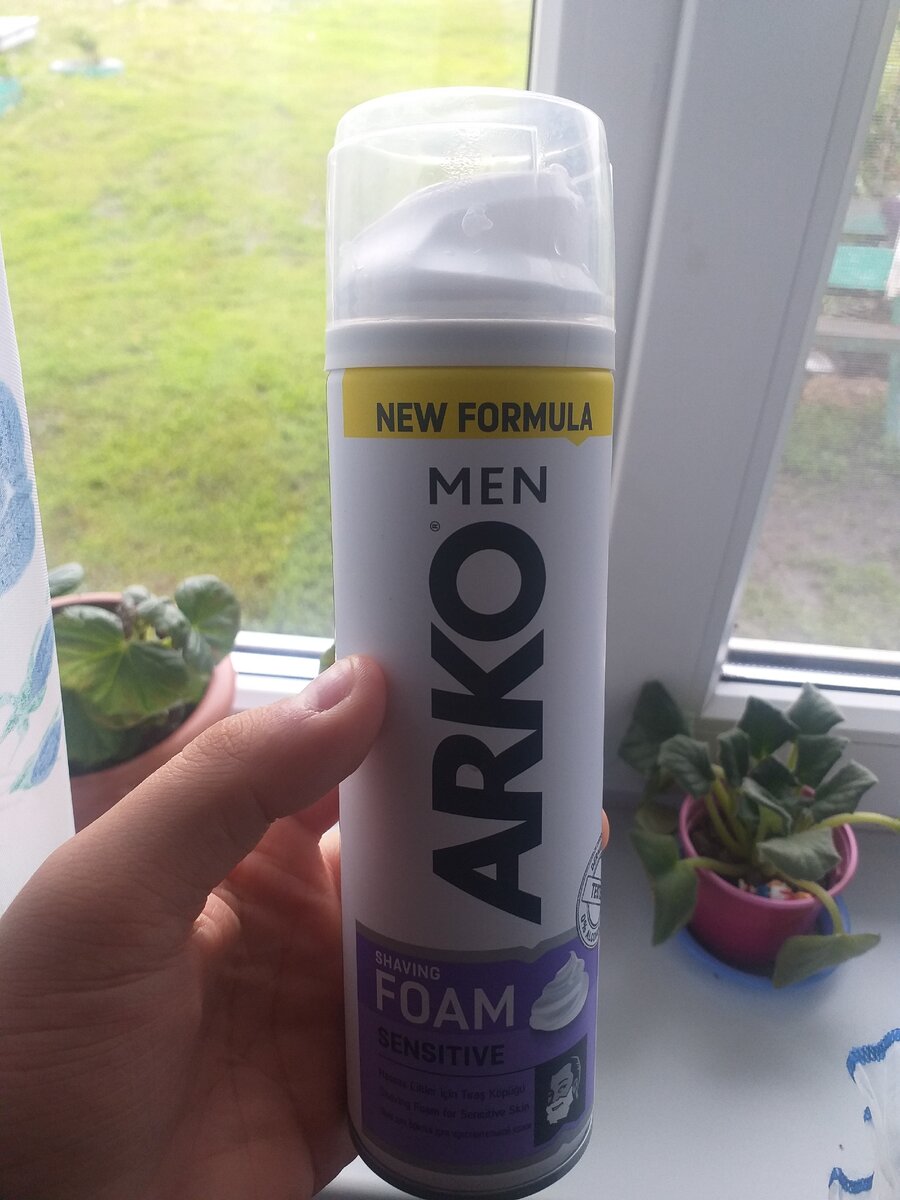 NEW FORMULA
MEN
®
ARKO
SHAVING
FOAM
SENSITIVE
Hassas Ciltler İçin Tıraş Köpüğü
Shaving Foam for Sensitive Skin